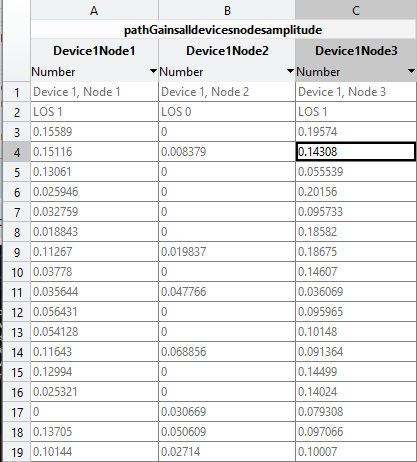 A B C
pathGainsalldevicesnodesamplitude
Device1Node1 Device1Node2 Device1Node3
Number Number Number
1 Device 1, Node 1 Device 1, Node 2 Device 1, Node 3
2 LOS 1 LOS 0 LOS 1
3 0.15589 0 0.19574
4 0.15116 0.008379 0.14308
5 0.13061 0 0.055539
6 0.025946 0 0.20156
7 0.032759 0 0.095733
8 0.018843 0 0.18582
9 0.11267 0.019837 0.18675
10 0.03778 0 0.14607
11 0.035644 0.047766 0.036069
12 0.056431 0 0.095965
13 0.054128 0 0.10148
14 0.11643 0.068856 0.091364
15 0.12994 0 0.14499
16 0.025321 0 0.14024
17 0 0.030669 0.079308
18 0.13705 0.050609 0.097066
19 0.10144 0.02714 0.10007